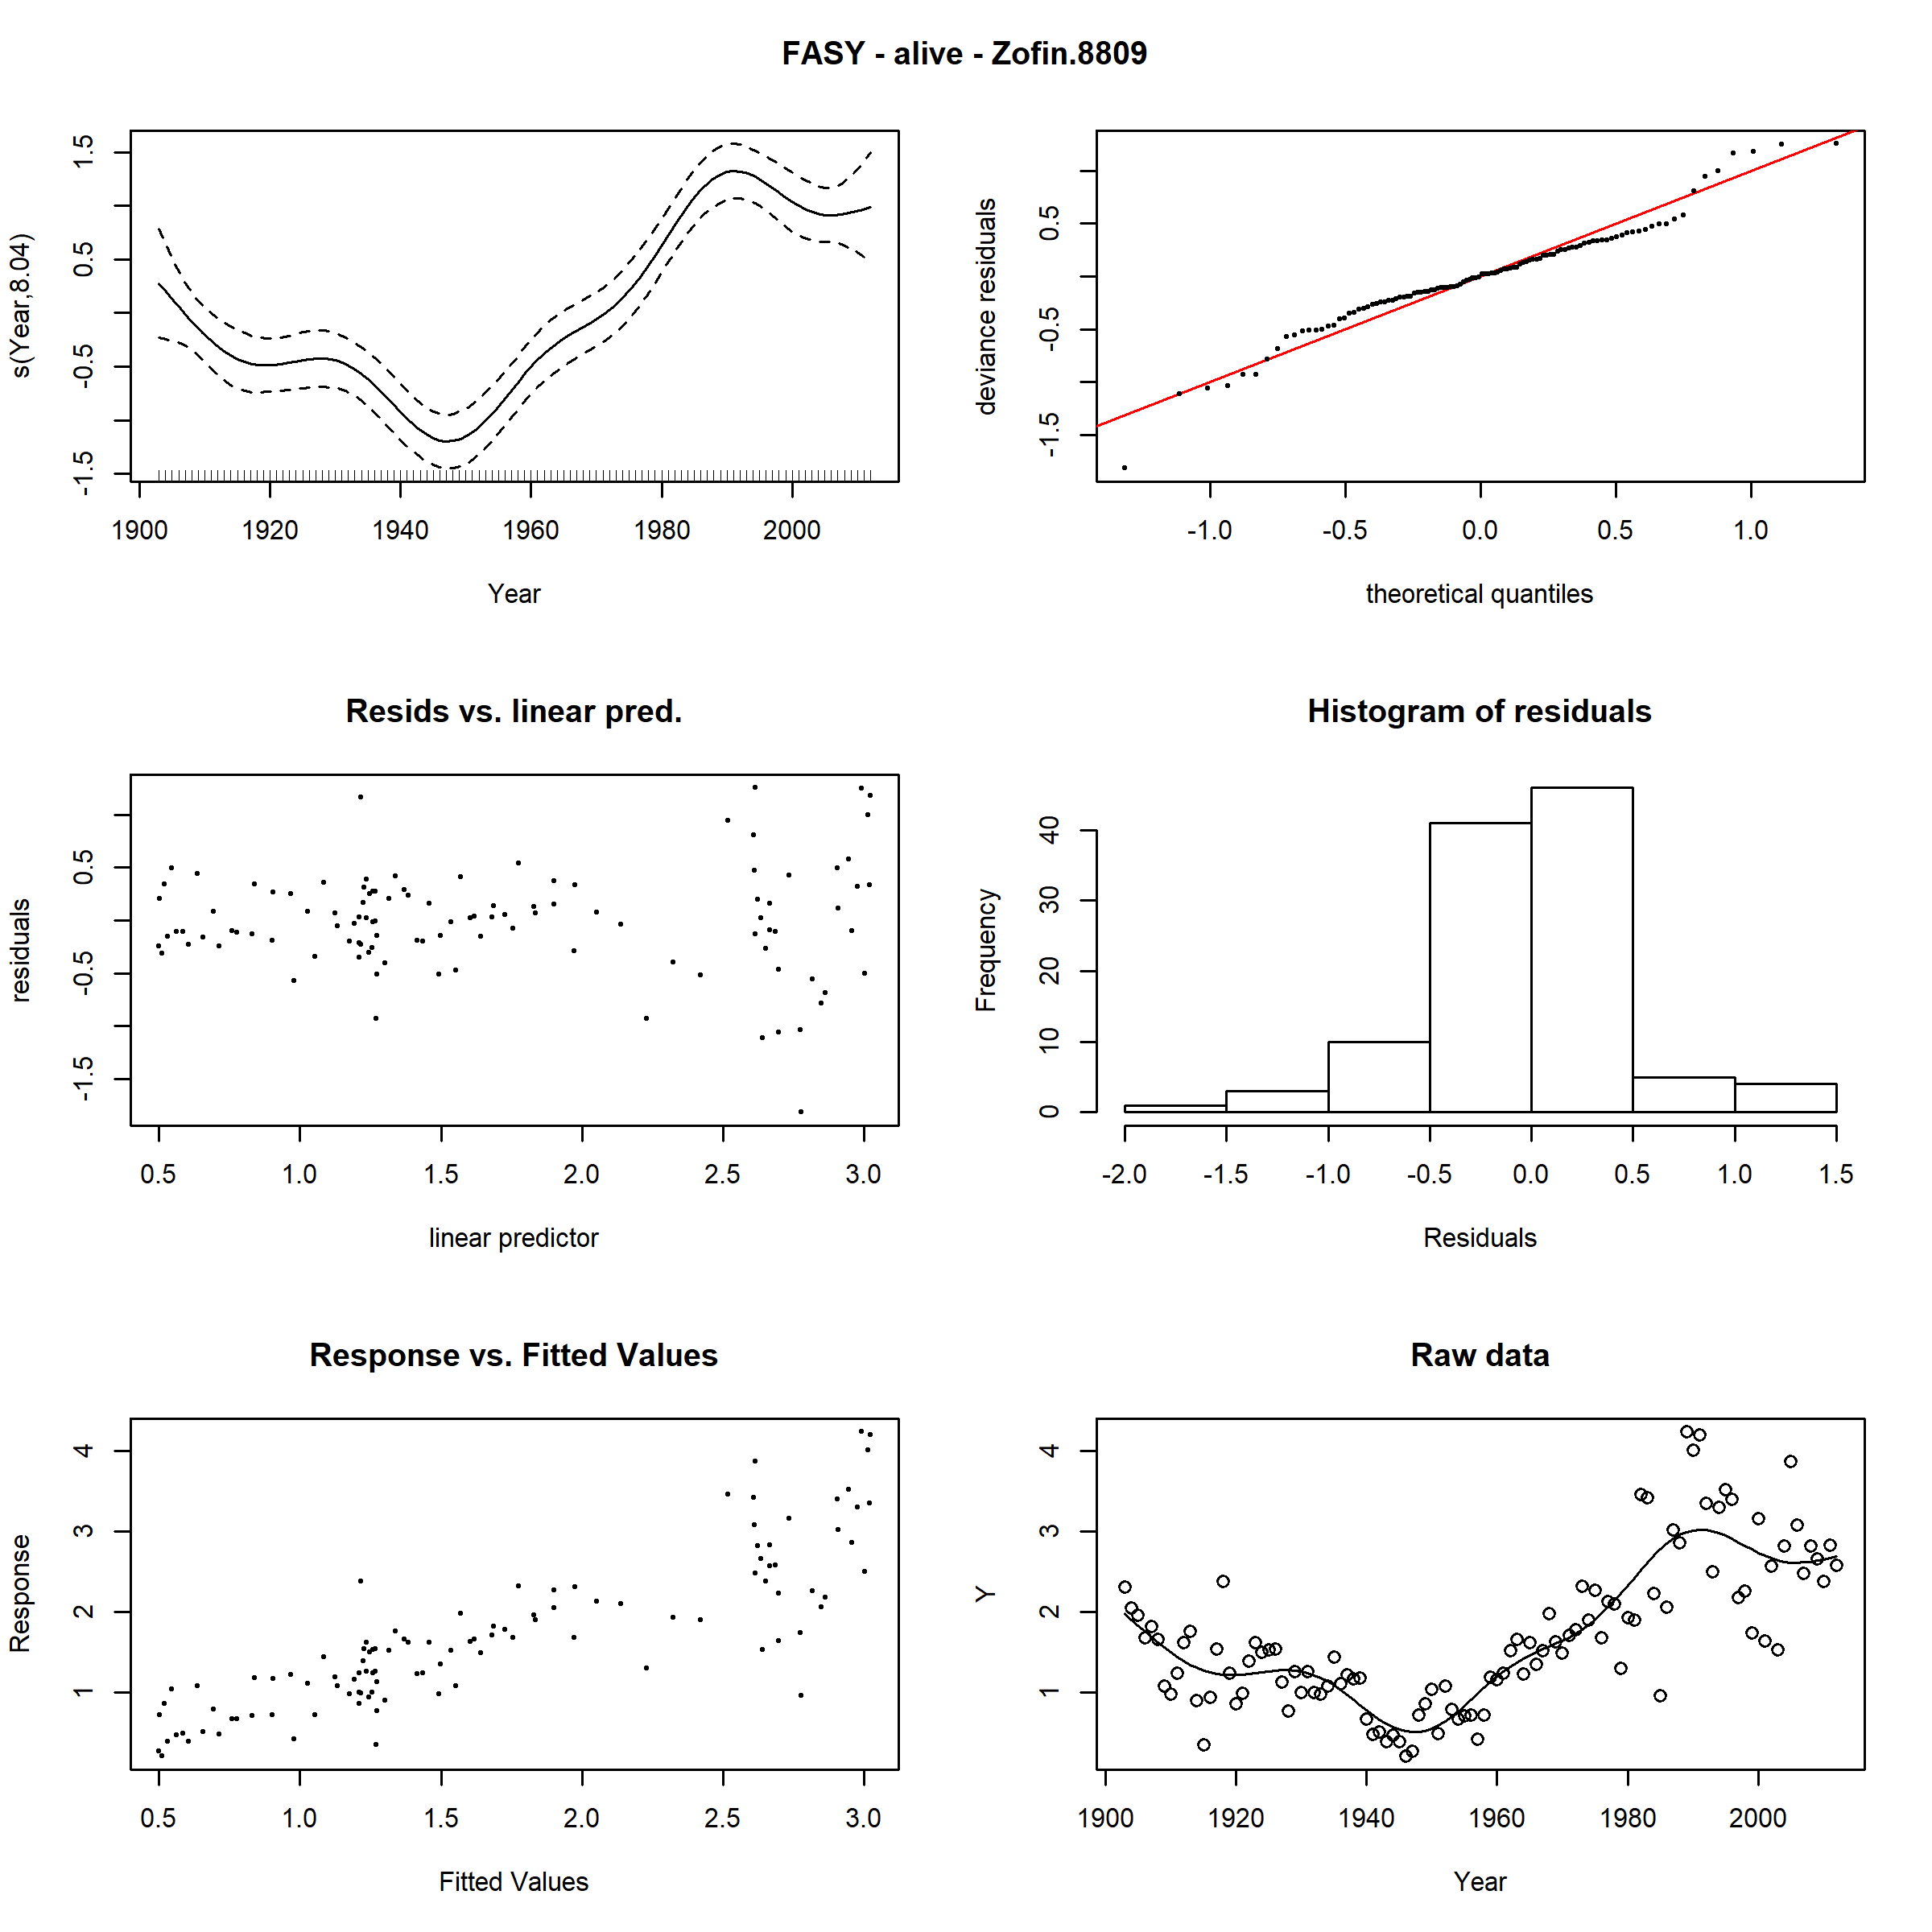 FASY - alive - Zofin.8809
s(Year,8.04)
1.5
0.5
-0.5
-1.5
1900 1920 1940 1960 1980 2000
Year
deviance residuals
0.5
-0.5
-1.5
-1.0 -0.5 0.0 0.5 1.0
theoretical quantiles
Resids vs. linear pred.
residuals
0.5
-0.5
-1.5
0.5 1.0 1.5 2.0 2.5 3.0
linear predictor
Histogram of residuals
Frequency
40
30
20
10
0
-2.0 -1.5 -1.0 -0.5 0.0 0.5 1.0 1.5
Residuals
Response vs. Fitted Values
Response
4
3
2
1
0.5 1.0 1.5 2.0 2.5 3.0
Fitted Values
Raw data
Y
4
3
2
1
1900 1920 1940 1960 1980 2000
Year